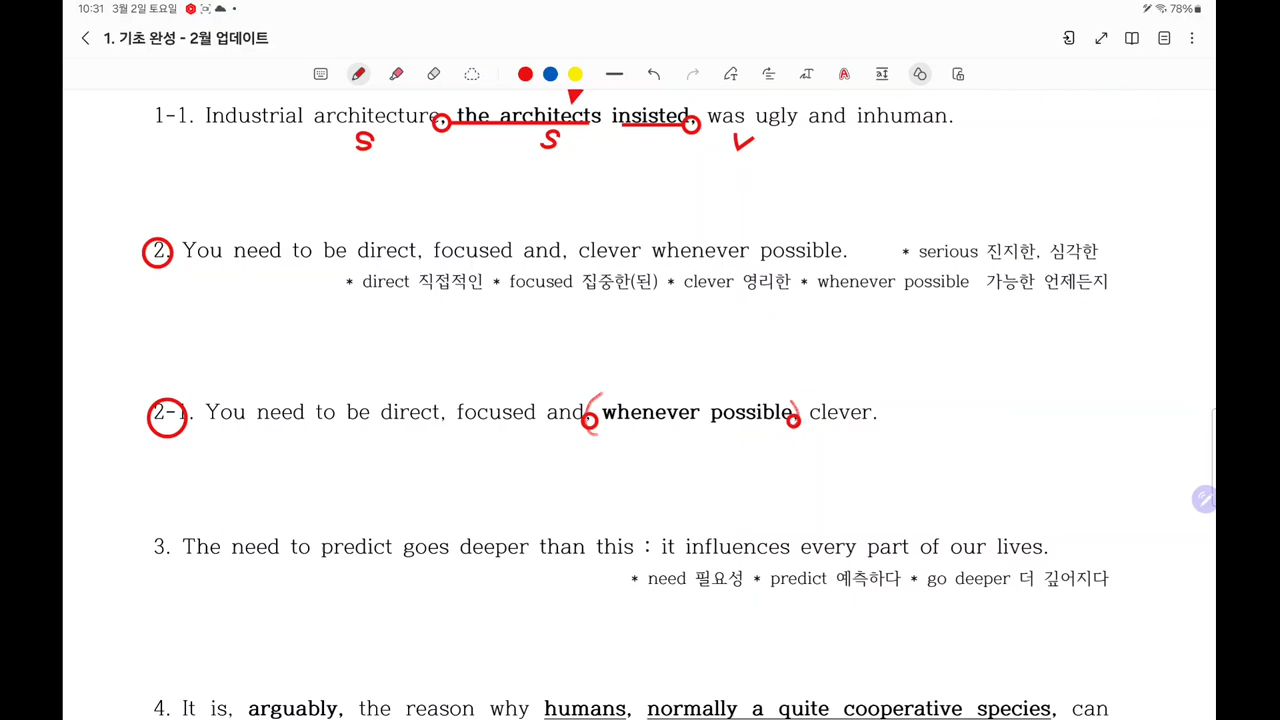 10:31 3월 2일 토요일 78%
1. 기초 완성 - 2월 업데이트
1-1. Industrial architecture, the architects insisted, was ugly and inhuman.
S S V
2. You need to be direct, focused and, clever whenever possible. * serious 진지한, 심각한
* direct 직접적인 * focused 집중한(된) * clever 영리한 * whenever possible 가능한 언제든지
2-1. You need to be direct, focused and, whenever possible, clever.
3. The need to predict goes deeper than this : it influences every part of our lives.
* need 필요성 * predict 예측하다 * go deeper 더 깊어지다
4. It is, arguably, the reason why humans, normally a quite cooperative species, can